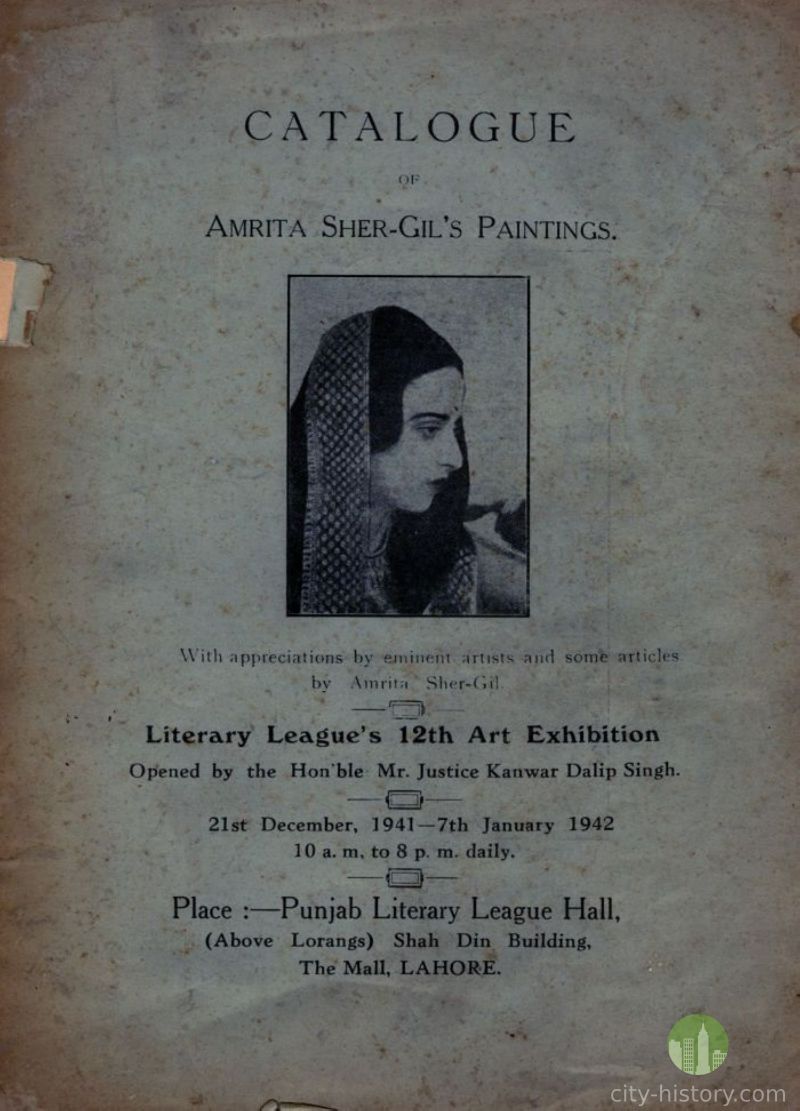 CATALOGUE
OF
AMRITA SHER-GIL'S PAINTINGS.
With appreciations by eminent artists and some articles
by Amrita Sher-Gil.
Literary League's 12th Art Exhibition
Opened by the Hon'ble Mr. Justice Kanwar Dalip Singh.
21st December, 1941—7th January 1942
10 a. m, to 8 p. m. daily.
Place :—Punjab Literary League Hall,
(Above Lorangs) Shah Din Building,
The Mall, LAHORE.
city-history.com